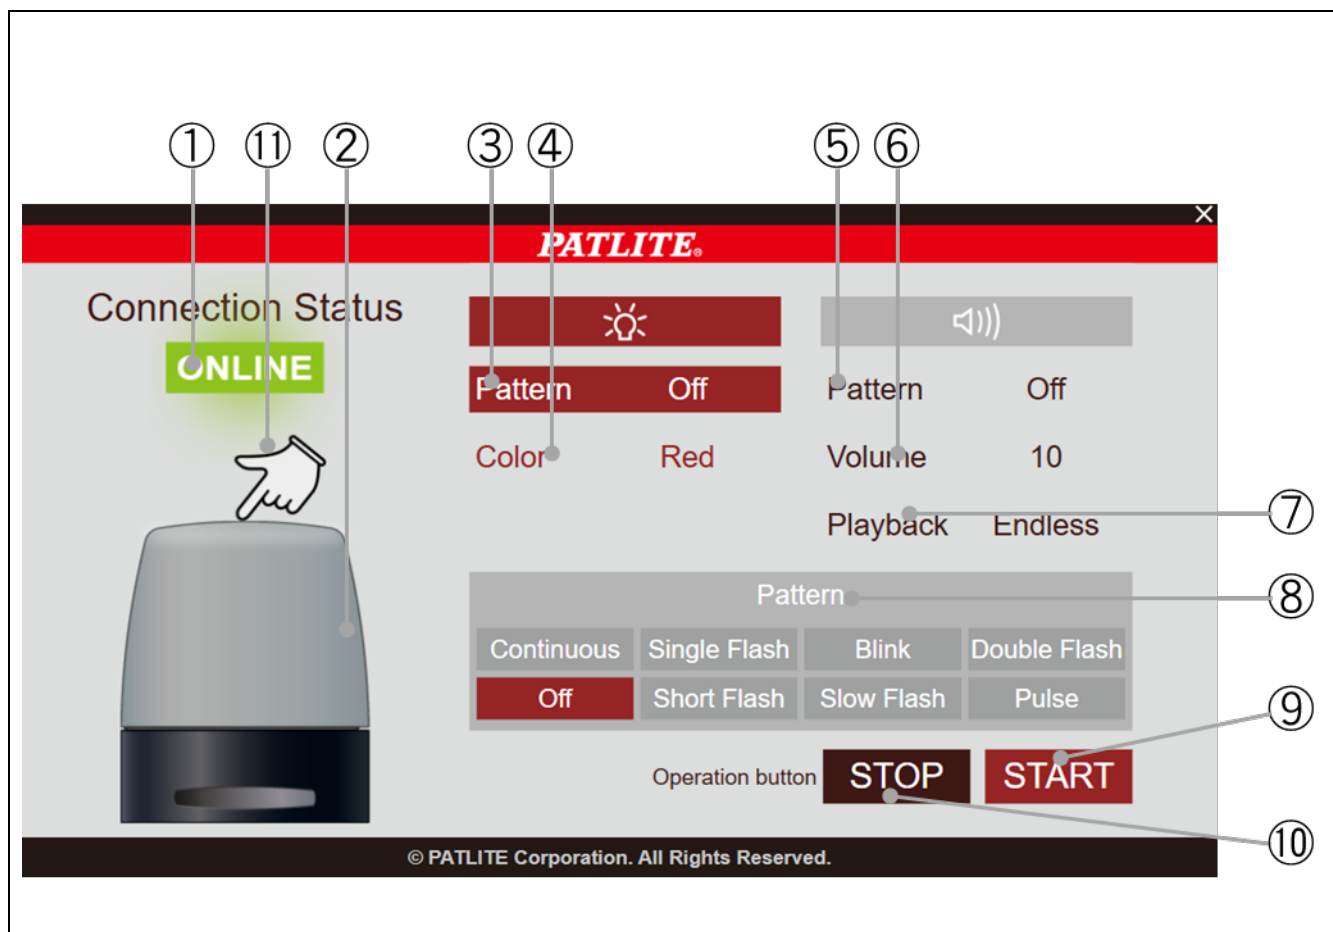 ① ⑪ ② ③ ④ ⑤ ⑥
PATLITE®
Connection Status
ONLINE
Pattern Off
Color Red
Pattern Off
Volume 10
Playback Endless
⑦
Pattern
⑧
Continuous Single Flash Blink Double Flash
Off Short Flash Slow Flash Pulse
⑨
Operation button STOP START
⑩
© PATLITE Corporation. All Rights Reserved.